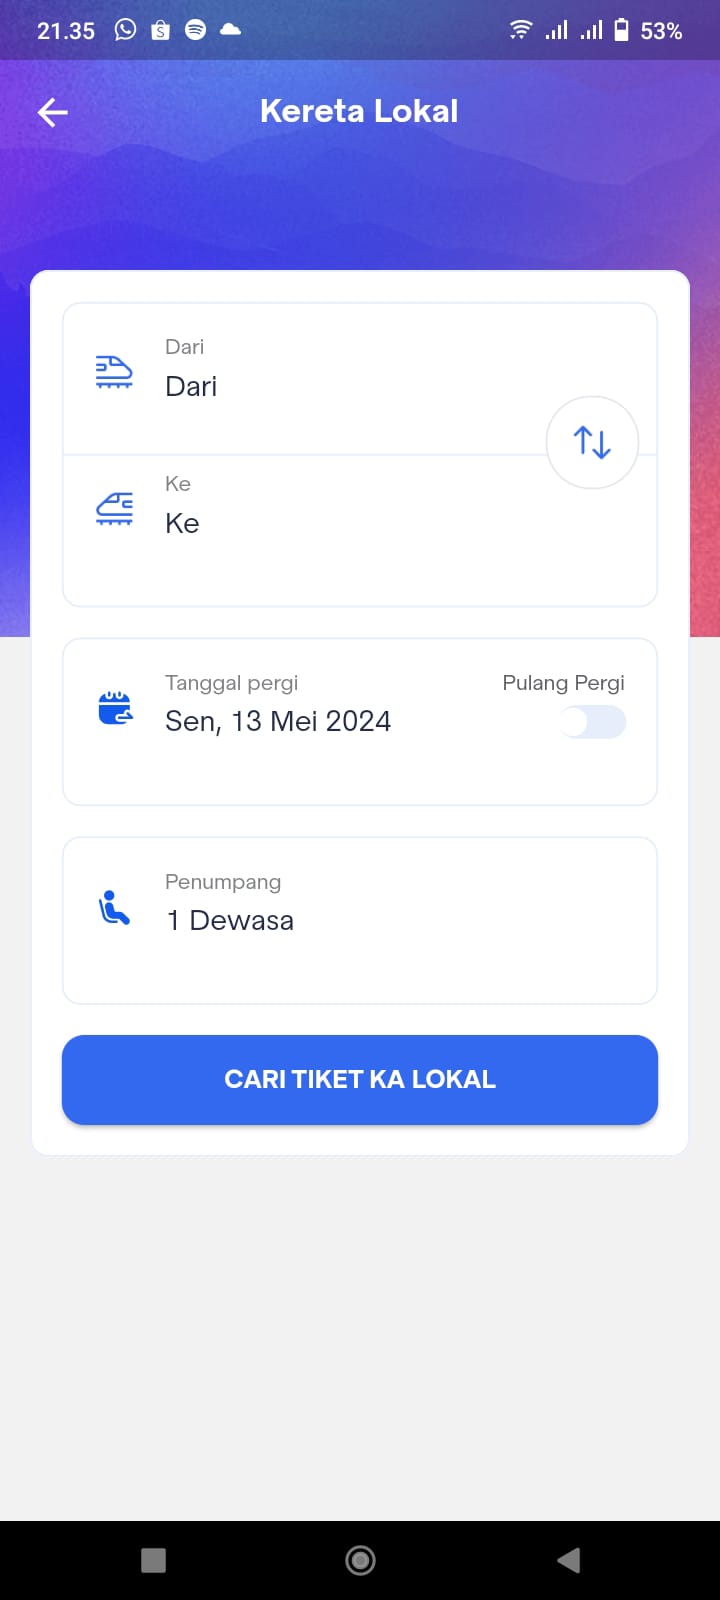 21.35 53%
Kereta Lokal
Dari
Dari
Ke
Ke
Tanggal pergi Pulang Pergi
Sen, 13 Mei 2024
Penumpang
1 Dewasa
CARI TIKET KA LOKAL